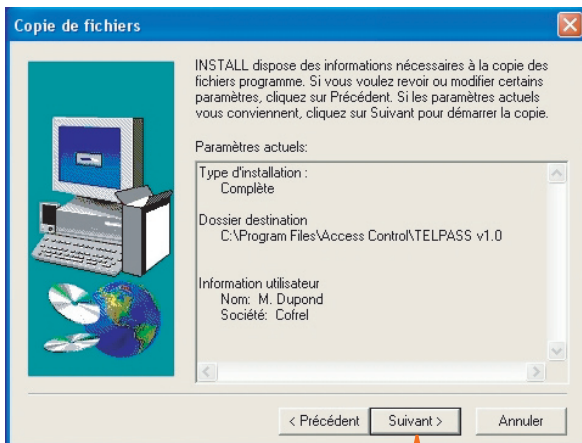 Copie de fichiers
INSTALL dispose des informations nécessaires à la copie des
fichiers programme. Si vous voulez revoir ou modifier certains
paramètres, cliquez sur Précédent. Si les paramètres actuels
vous conviennent, cliquez sur Suivant pour démarrer la copie.
Paramètres actuels:
Type d'installation :
Complète
Dossier destination
C:\Program Files\Access Control\TELPASS v1.0
Information utilisateur
Nom: M. Dupond
Société: Cofrel
< Précédent
Suivant >
Annuler